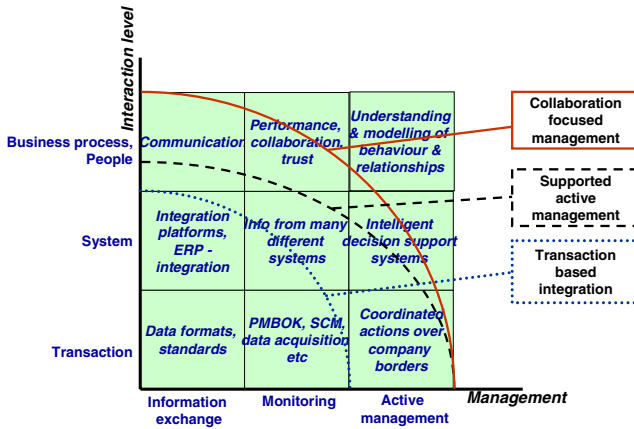 Interaction level
Business process,
People
System
Transaction
Communication
Performance,
collaboration,
trust
Understanding
& modelling of
behaviour &
relationships
Integration
platforms,
ERP -
integration
Info from many
different
systems
Intelligent
decision support
systems
Data formats,
standards
PMBOK, SCM,
data acquisition
etc
Coordinated
actions over
company
borders
Collaboration
focused
management
Supported
active
management
Transaction
based
integration
Information
exchange
Monitoring
Active
management
Management